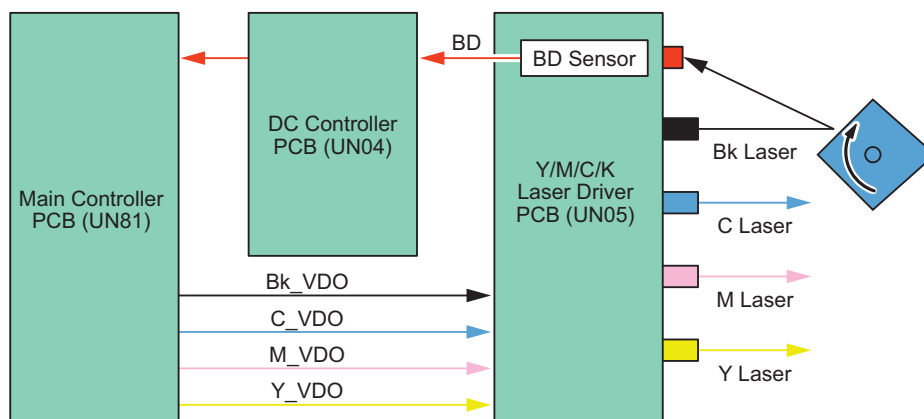 BD
BD Sensor
DC Controller
PCB (UN04)
Bk Laser
Main Controller
PCB (UN81)
Y/M/C/K
Laser Driver
PCB (UN05)
C Laser
Bk_VDO
M Laser
C_VDO
M_VDO
Y Laser
Y_VDO